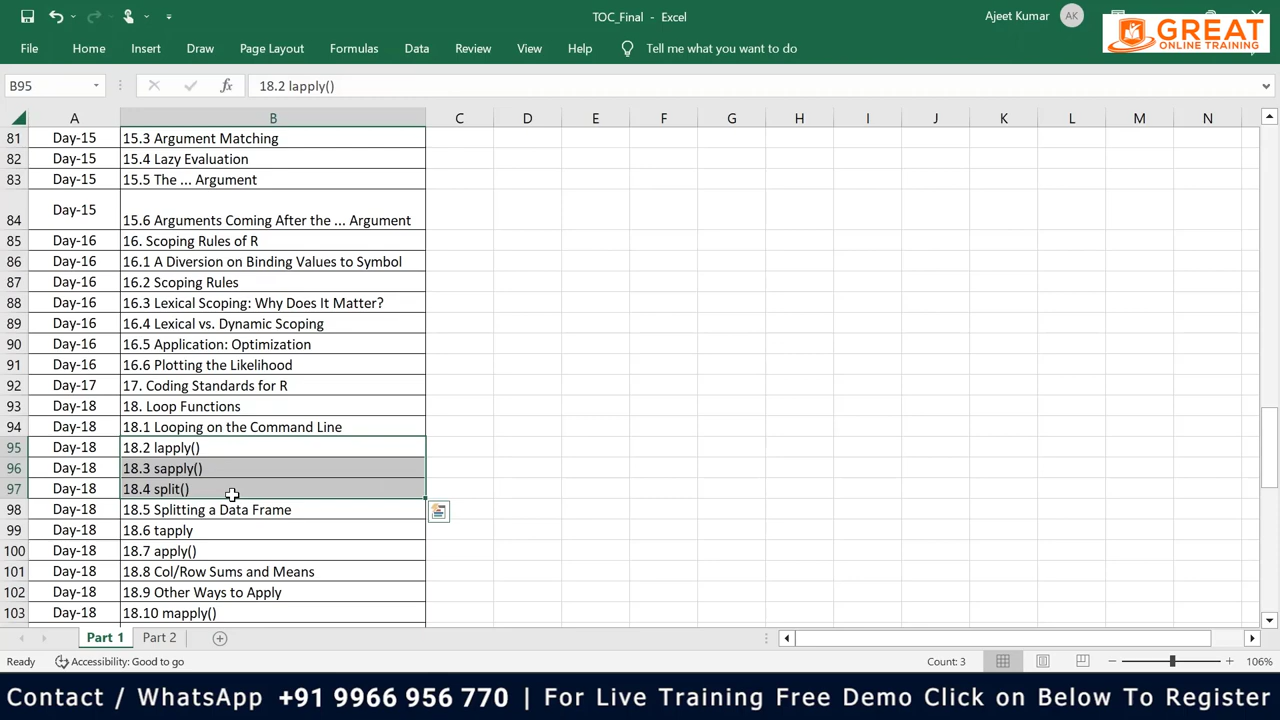 TOC_Final - Excel
Ajeet Kumar
AK
GREAT
ONLINE TRAINING
File Home Insert Draw Page Layout Formulas Data Review View Help Tell me what you want to do
B95 fx 18.2 lapply()
A B C D E F G H I J K L M N
81 Day-15 15.3 Argument Matching
82 Day-15 15.4 Lazy Evaluation
83 Day-15 15.5 The ... Argument
84 Day-15 15.6 Arguments Coming After the ... Argument
85 Day-16 16. Scoping Rules of R
86 Day-16 16.1 A Diversion on Binding Values to Symbol
87 Day-16 16.2 Scoping Rules
88 Day-16 16.3 Lexical Scoping: Why Does It Matter?
89 Day-16 16.4 Lexical vs. Dynamic Scoping
90 Day-16 16.5 Application: Optimization
91 Day-16 16.6 Plotting the Likelihood
92 Day-17 17. Coding Standards for R
93 Day-18 18. Loop Functions
94 Day-18 18.1 Looping on the Command Line
95 Day-18 18.2 lapply()
96 Day-18 18.3 sapply()
97 Day-18 18.4 split()
98 Day-18 18.5 Splitting a Data Frame
99 Day-18 18.6 tapply
100 Day-18 18.7 apply()
101 Day-18 18.8 Col/Row Sums and Means
102 Day-18 18.9 Other Ways to Apply
103 Day-18 18.10 mapply()
Part 1 Part 2
Ready Accessibility: Good to go Count: 3 106%
Contact / WhatsApp +91 9966 956 770 | For Live Training Free Demo Click on Below To Register